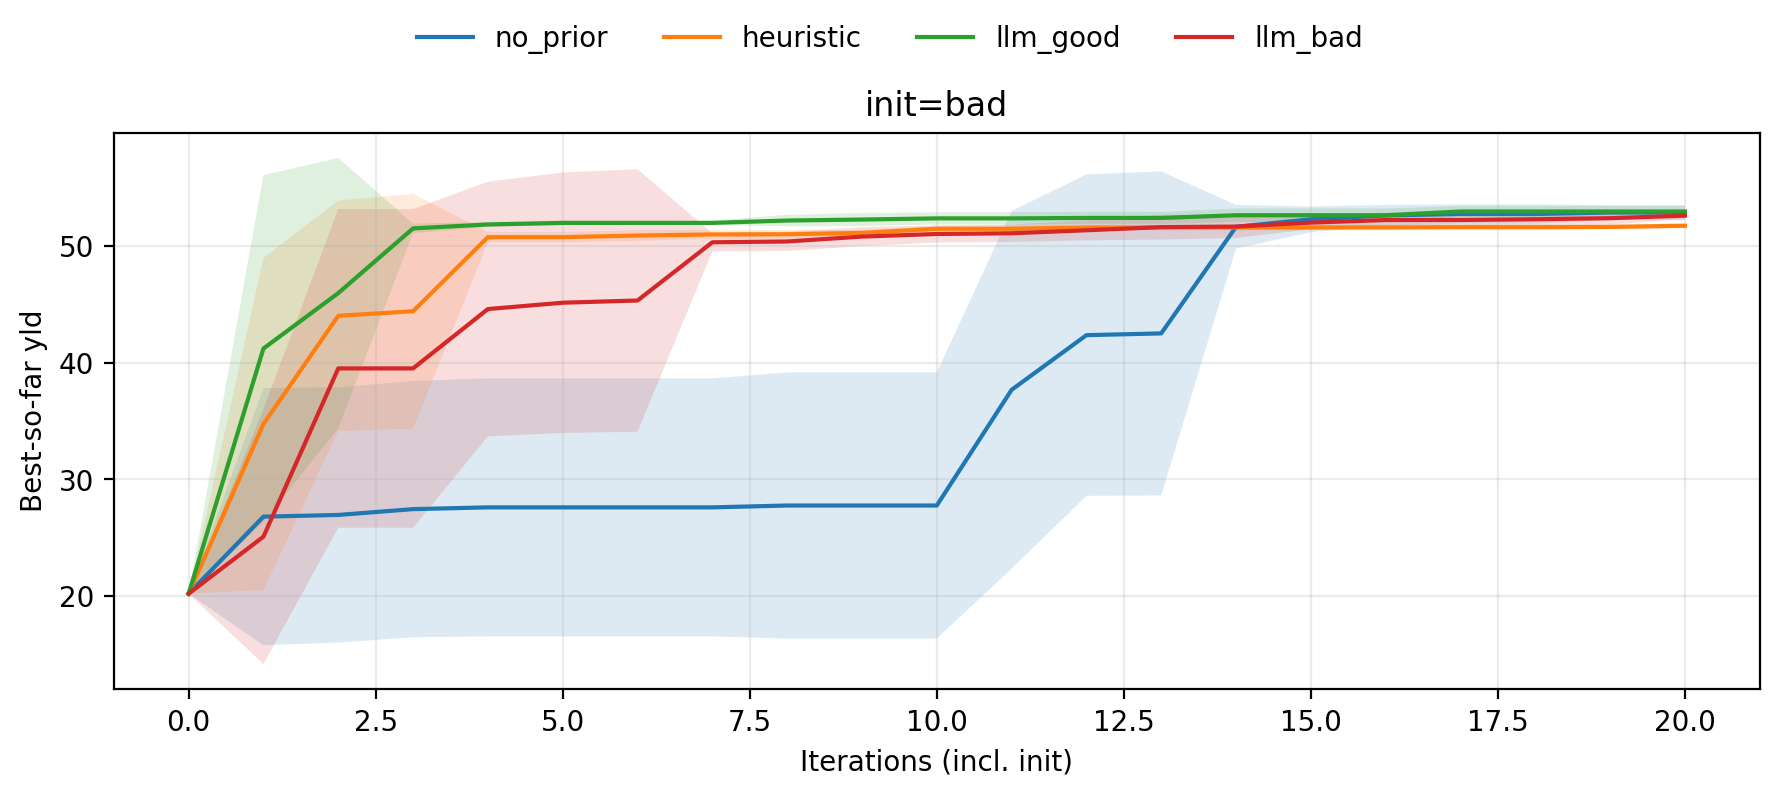 no_prior heuristic llm_good llm_bad
init=bad
Best-so-far yld
50
40
30
20
0.0 2.5 5.0 7.5 10.0 12.5 15.0 17.5 20.0
Iterations (incl. init)